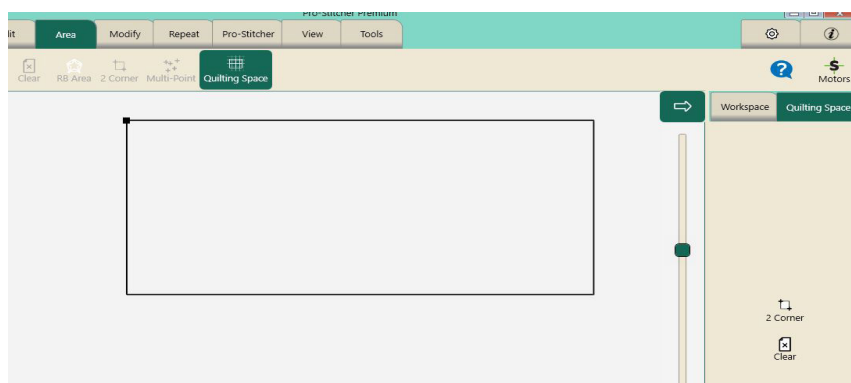 Pro-Stitcher Premium
Area Modify Repeat Pro-Stitcher View Tools
Clear RB Area 2 Corner Multi-Point Quilting Space
S
Motors
Workspace Quilting Space
2 Corner
Clear